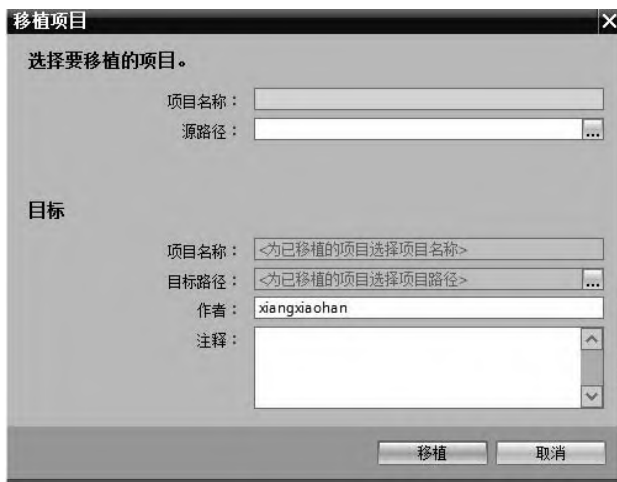 移植项目
选择要移植的项目。
项目名称：
源路径：
...
目标
项目名称： <为已移植的项目选择项目名称>
目标路径： <为已移植的项目选择项目路径>
...
作者： xiangxiaohan
注释：
移植 取消